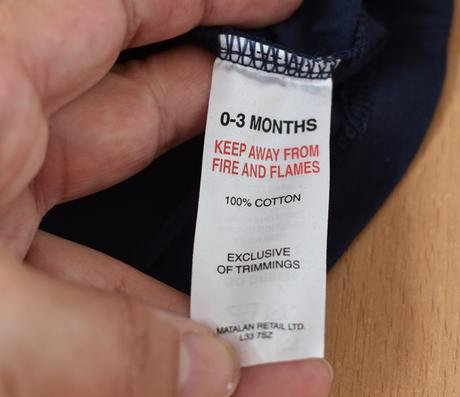 0-3 MONTHS
KEEP AWAY FROM
FIRE AND FLAMES
100% COTTON
EXCLUSIVE
OF TRIMMINGS
MATALAN RETAIL LTD.
L33 7SZ